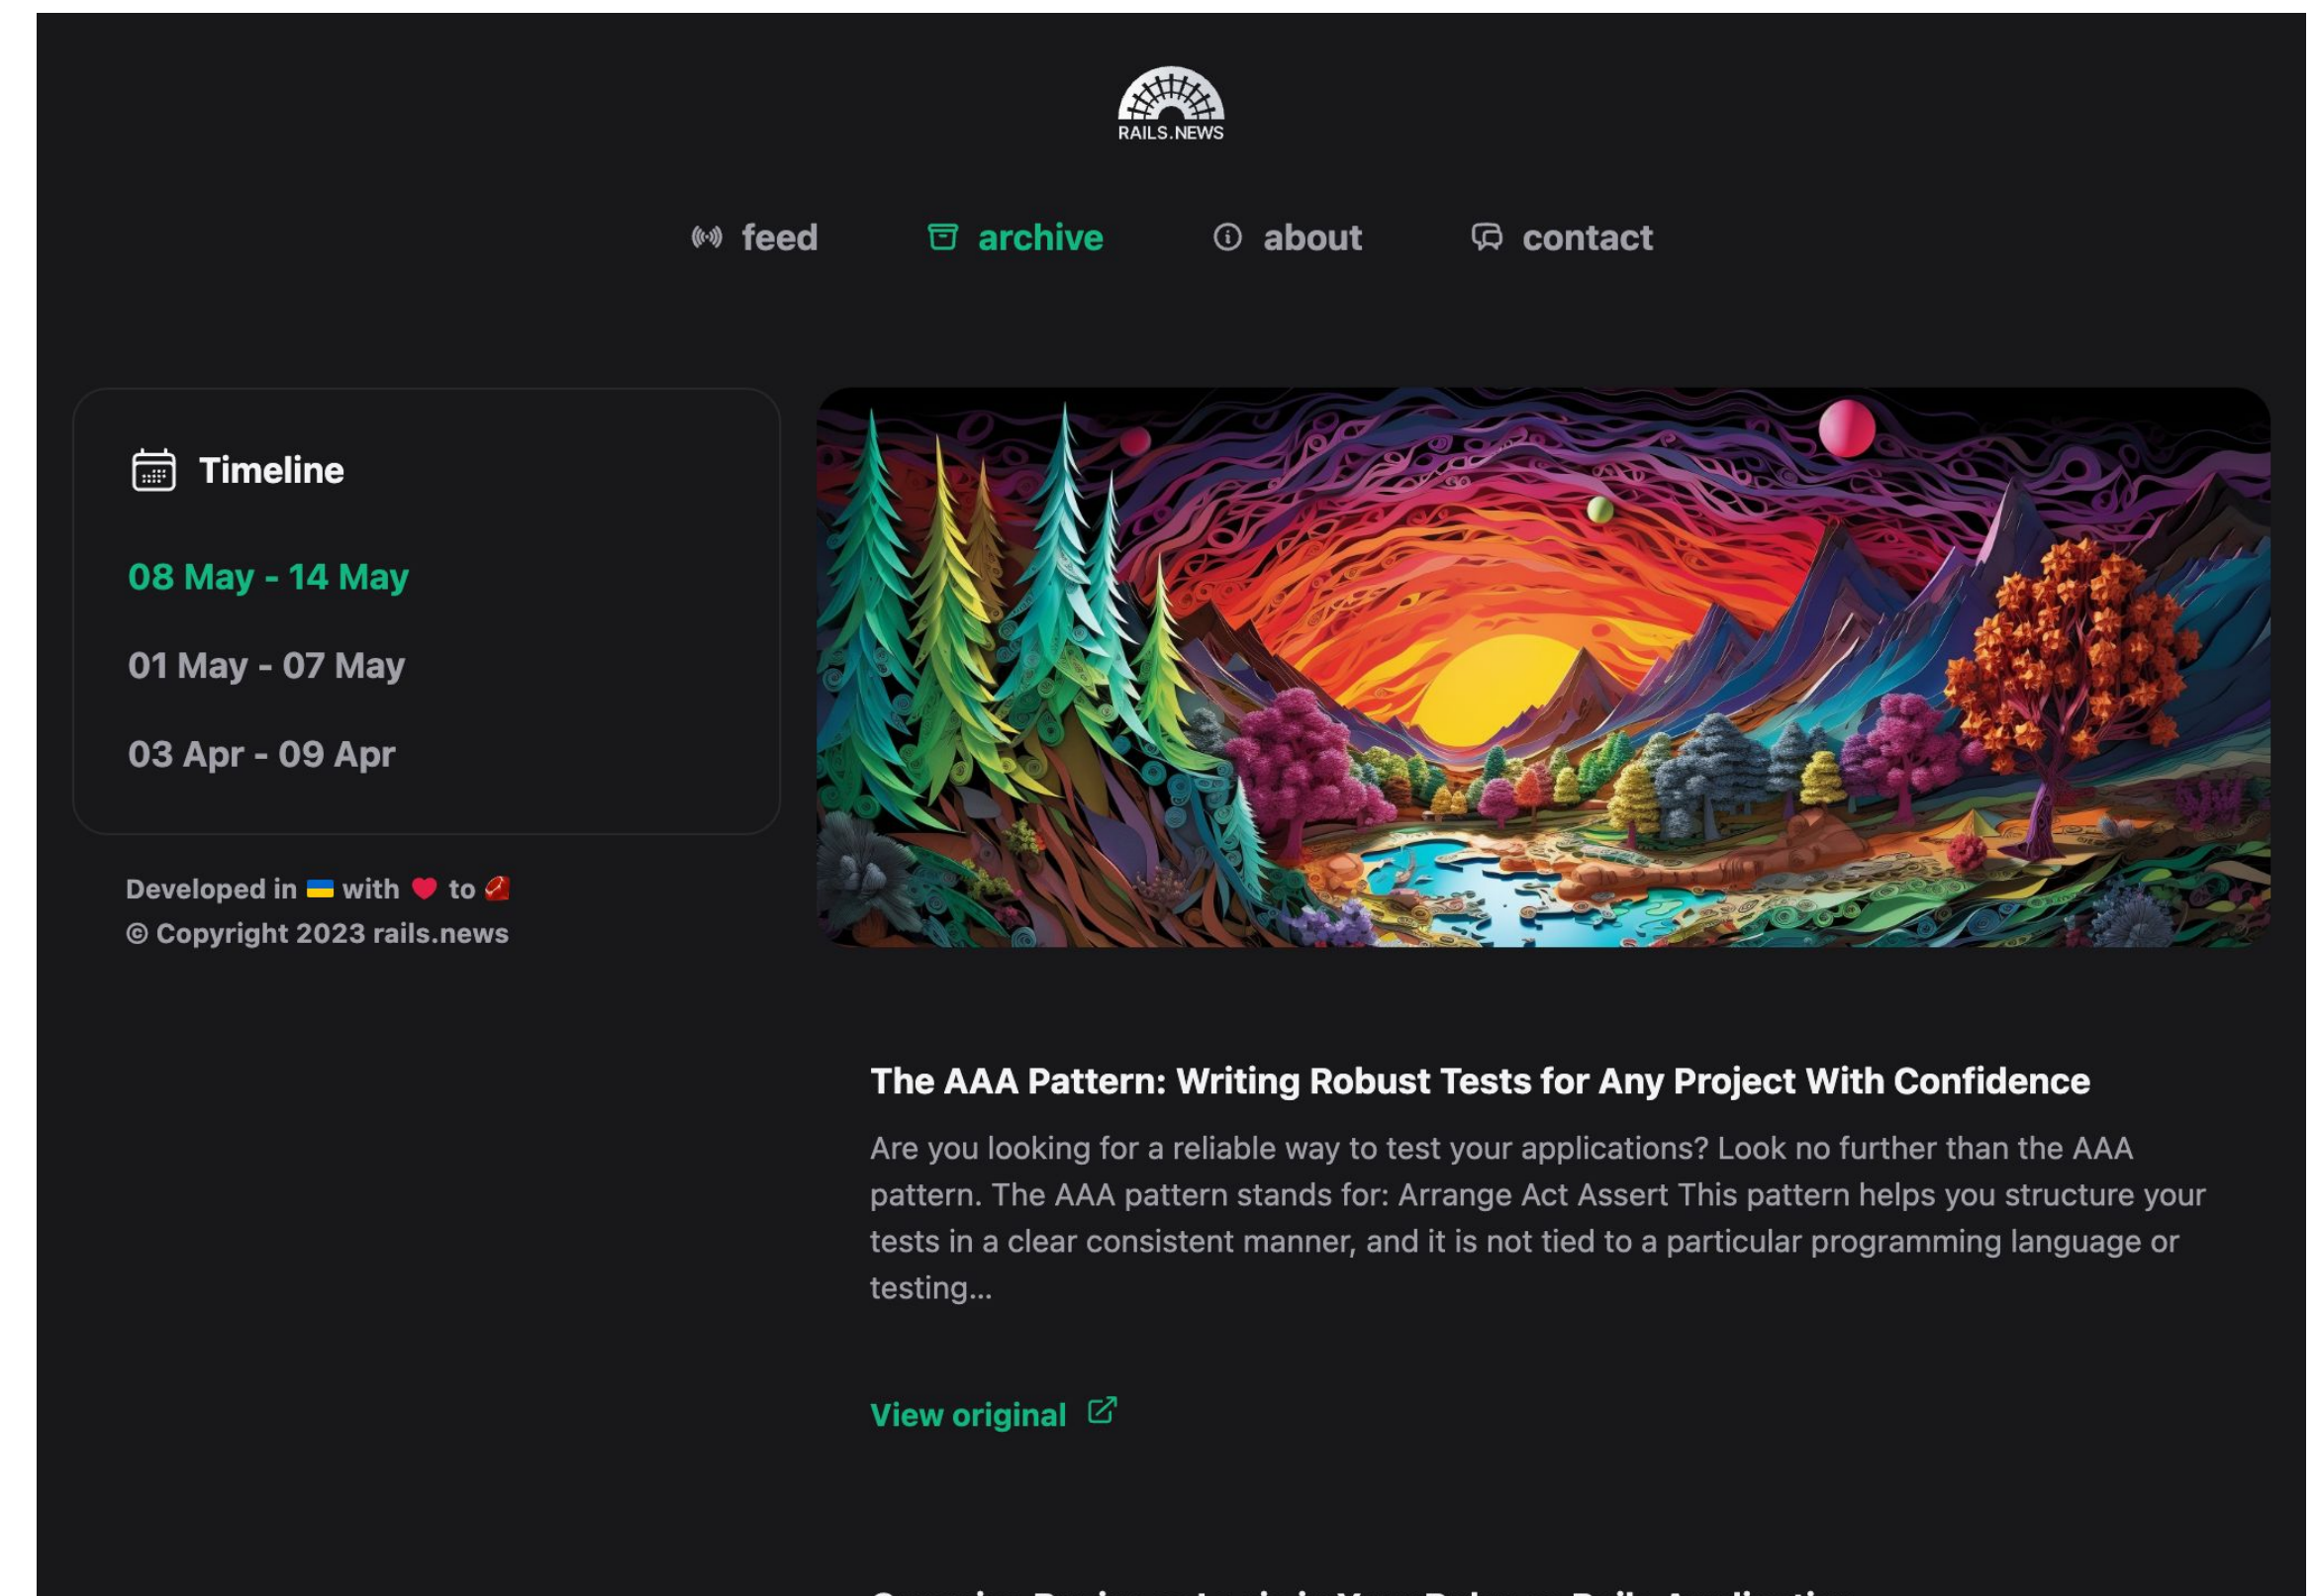 RAILS.NEWS
feed archive about contact
Timeline
08 May - 14 May
01 May - 07 May
03 Apr - 09 Apr
Developed in 🇺🇦 with ❤️ to
© Copyright 2023 rails.news
The AAA Pattern: Writing Robust Tests for Any Project With Confidence
Are you looking for a reliable way to test your applications? Look no further than the AAA
pattern. The AAA pattern stands for: Arrange Act Assert This pattern helps you structure your
tests in a clear consistent manner, and it is not tied to a particular programming language or
testing...
View original